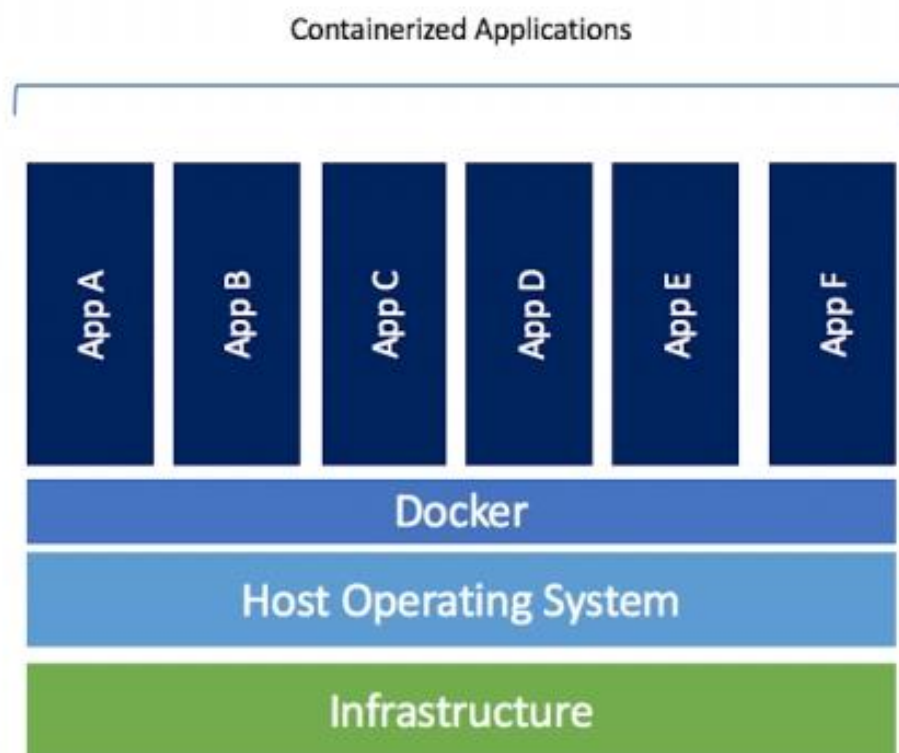 Containerized Applications
App A
App B
App C
App D
App E
App F
Docker
Host Operating System
Infrastructure